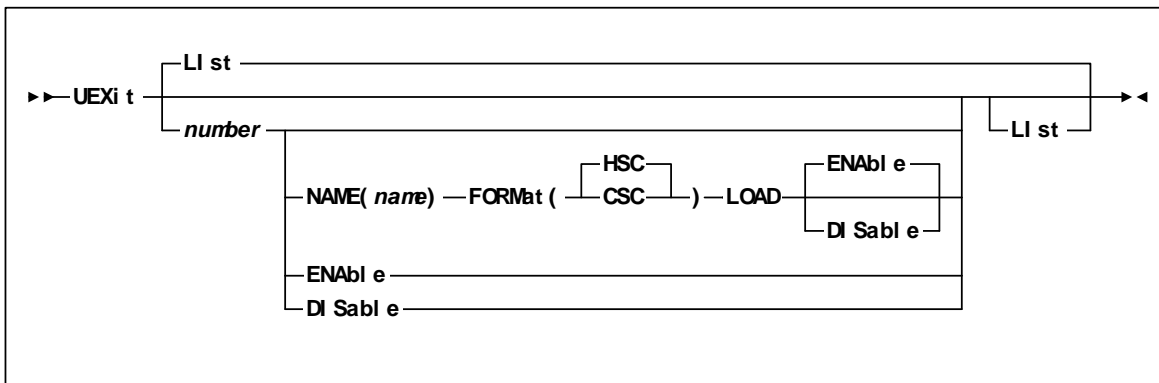 LIst
UEXit
number
LIst
HSC
ENAble
NAME(name) FORMat( CSC ) LOAD
DISable
ENAble
DISable